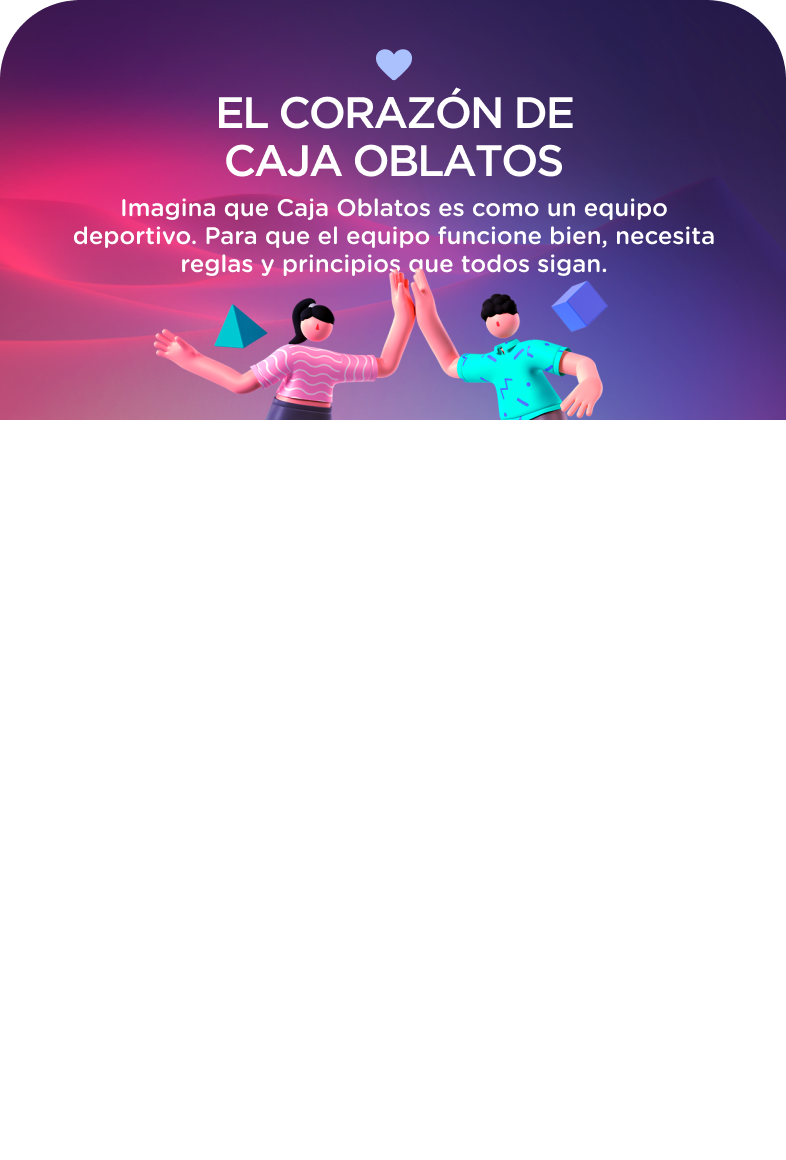 EL CORAZÓN DE
CAJA OBLATOS
Imagina que Caja Oblatos es como un equipo
deportivo. Para que el equipo funcione bien, necesita
reglas y principios que todos sigan.